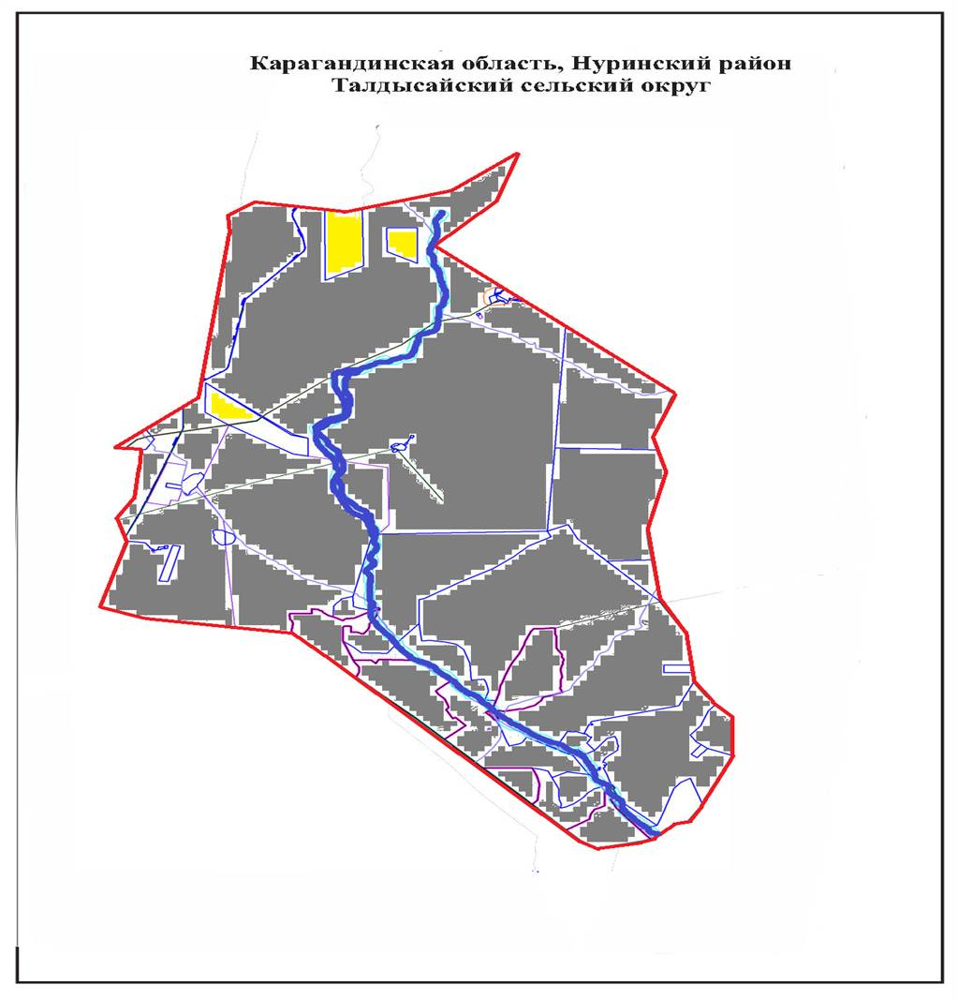 Карагандинская область, Нуринский район
Талдысайский сельский округ